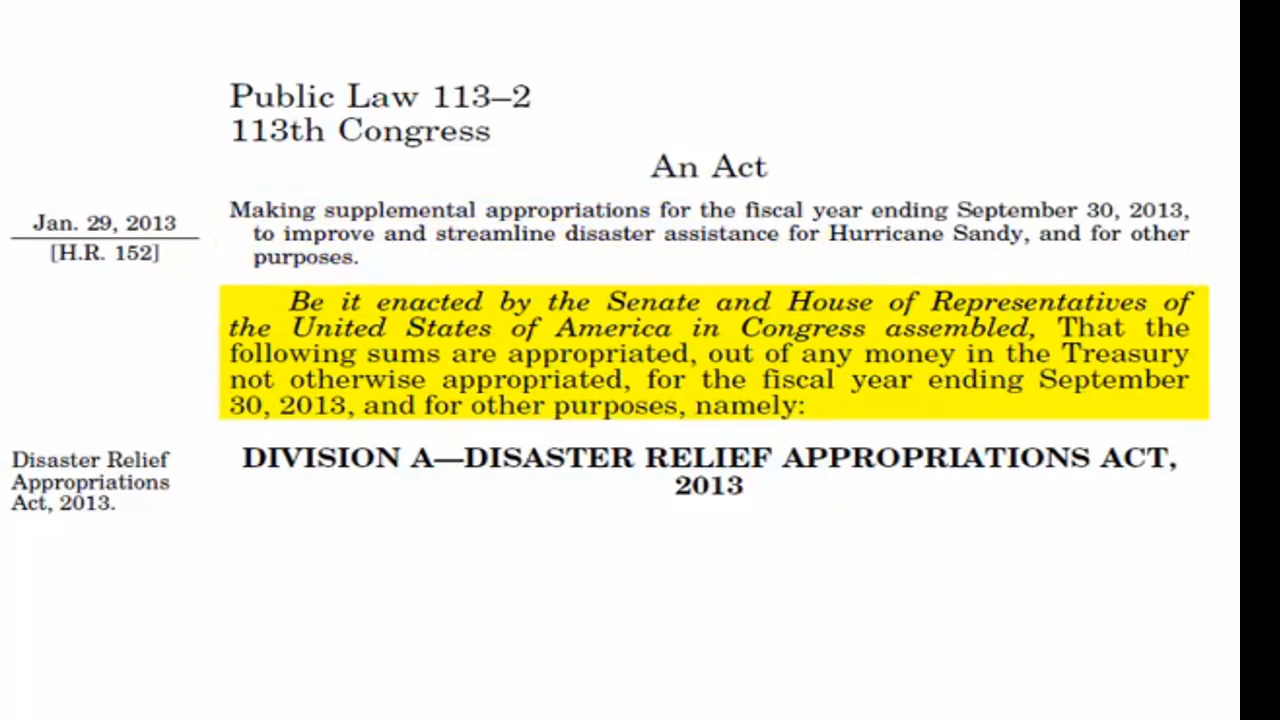 Public Law 113–2
113th Congress
An Act
Jan. 29, 2013
[H.R. 152]
Making supplemental appropriations for the fiscal year ending September 30, 2013,
to improve and streamline disaster assistance for Hurricane Sandy, and for other
purposes.
Be it enacted by the Senate and House of Representatives of
the United States of America in Congress assembled, That the
following sums are appropriated, out of any money in the Treasury
not otherwise appropriated, for the fiscal year ending September
30, 2013, and for other purposes, namely:
Disaster Relief
Appropriations
Act, 2013.
DIVISION A—DISASTER RELIEF APPROPRIATIONS ACT,
2013